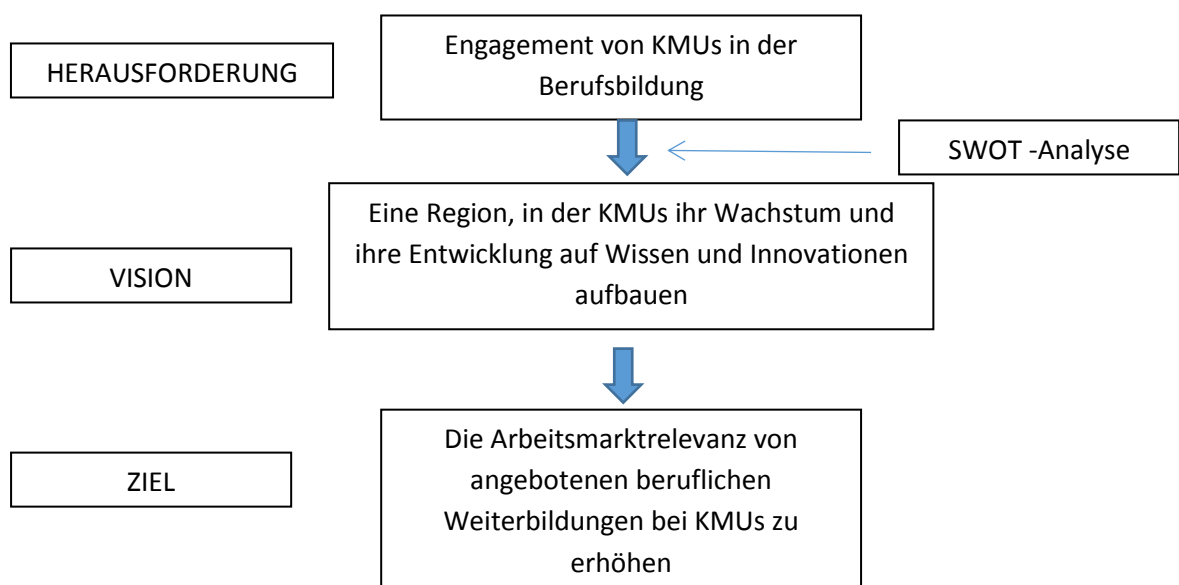 HERAUSFORDERUNG
Engagement von KMUs in der
Berufsbildung
SWOT -Analyse
VISION
Eine Region, in der KMUs ihr Wachstum und
ihre Entwicklung auf Wissen und Innovationen
aufbauen
ZIEL
Die Arbeitsmarktrelevanz von
angebotenen beruflichen
Weiterbildungen bei KMUs zu
erhöhen